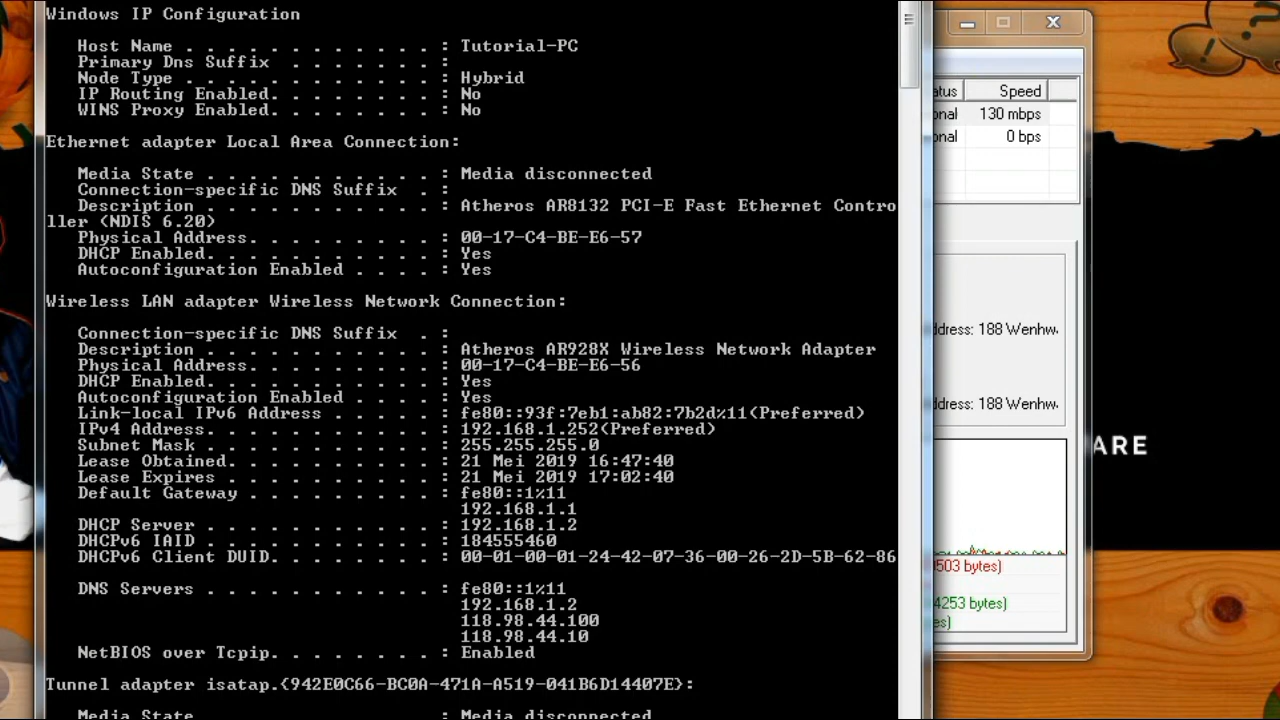 Windows IP Configuration
Host Name . . . . . . . . . . . . : Tutorial-PC
Primary Dns Suffix  . . . . . . . :
Node Type . . . . . . . . . . . . : Hybrid
IP Routing Enabled. . . . . . . . : No
WINS Proxy Enabled. . . . . . . . : No
Ethernet adapter Local Area Connection:
Media State . . . . . . . . . . . : Media disconnected
Connection-specific DNS Suffix  . :
Description . . . . . . . . . . . : Atheros AR8132 PCI-E Fast Ethernet Contro
ller (NDIS 6.20)
Physical Address. . . . . . . . . : 00-17-C4-BE-E6-57
DHCP Enabled. . . . . . . . . . . : Yes
Autoconfiguration Enabled . . . . : Yes
Wireless LAN adapter Wireless Network Connection:
Connection-specific DNS Suffix  . :
Description . . . . . . . . . . . : Atheros AR928X Wireless Network Adapter
Physical Address. . . . . . . . . : 00-17-C4-BE-E6-56
DHCP Enabled. . . . . . . . . . . : Yes
Autoconfiguration Enabled . . . . : Yes
Link-local IPv6 Address . . . . . : fe80::93f:7eb1:ab82:7b2d%11(Preferred)
IPv4 Address. . . . . . . . . . . : 192.168.1.252(Preferred)
Subnet Mask . . . . . . . . . . . : 255.255.255.0
Lease Obtained. . . . . . . . . . : 21 Mei 2019 16:47:40
Lease Expires . . . . . . . . . . : 21 Mei 2019 17:02:40
Default Gateway . . . . . . . . . : fe80::1%11
192.168.1.1
DHCP Server . . . . . . . . . . . : 192.168.1.2
DHCPv6 IAID . . . . . . . . . . . : 184555460
DHCPv6 Client DUID. . . . . . . . : 00-01-00-01-24-42-07-36-00-26-2D-5B-62-86
DNS Servers . . . . . . . . . . . : fe80::1%11
192.168.1.2
118.98.44.100
118.98.44.10
NetBIOS over Tcpip. . . . . . . . : Enabled
Tunnel adapter isatap.{942E0C66-BC0A-471A-A519-041B6D14407E}:
Media State . . . . . . . . . . . : Media disconnected
atus Speed
onal 130 mbps
onal 0 bps
ddress: 188 Wenhw
ddress: 188 Wenhw
ARE
503 bytes)
4253 bytes)
es)